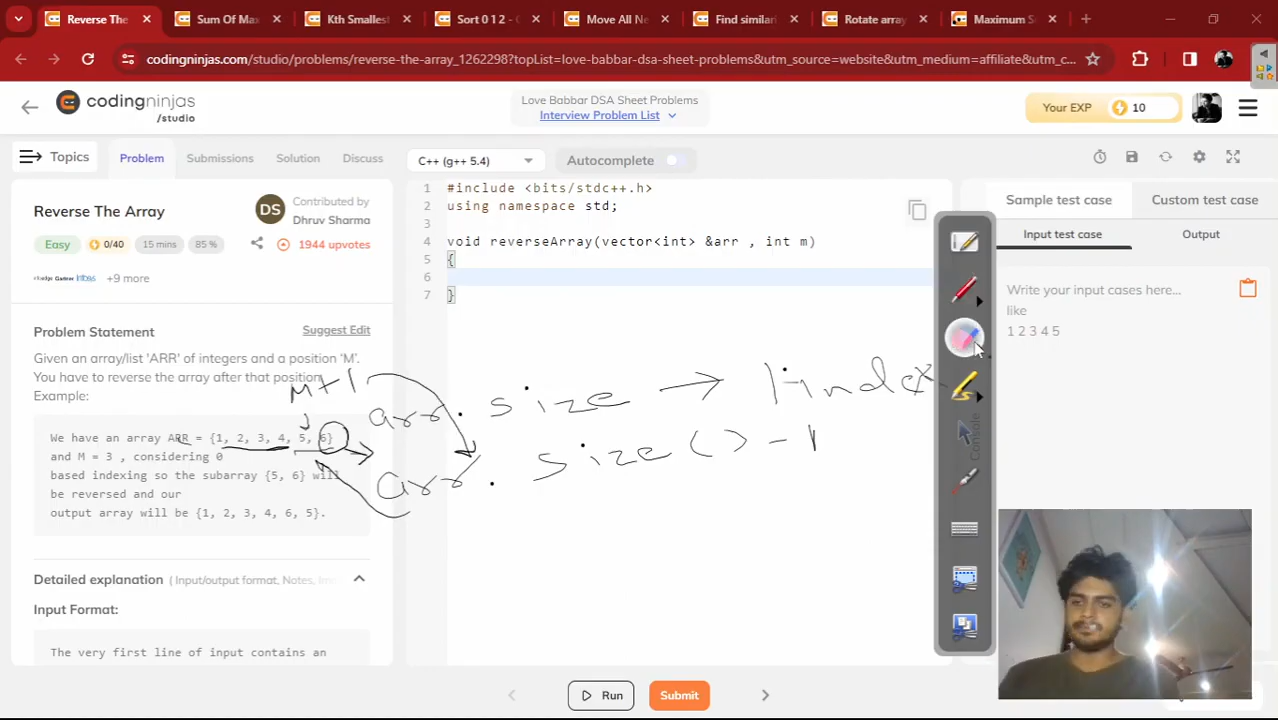 Reverse The
Sum Of Ma
Kth Smalles
Sort 0 1 2 - C
Move All Ne
Find similari
Rotate array
Maximum S
codingninjas.com/studio/problems/reverse-the-array_1262298?topList=love-babbar-dsa-sheet-problems&utm_source=website&utm_medium=affiliate&utm_c...
codingninjas
/studio
Love Babbar DSA Sheet Problems
Interview Problem List
Your EXP 10
Topics
Problem
Submissions
Solution
Discuss
C++ (g++ 5.4)
Autocomplete
Reverse The Array
DS
Contributed by
Dhruv Sharma
Easy
0/40
15 mins
85 %
1944 upvotes
+9 more
Problem Statement
Suggest Edit
Given an array/list 'ARR' of integers and a position 'M'.
You have to reverse the array after that position.
Example:
We have an array ARR = {1, 2, 3, 4, 5, 6}
and M = 3 , considering 0
based indexing so the subarray {5, 6} will
be reversed and our
output array will be {1, 2, 3, 4, 6, 5}.
Detailed explanation
Input Format:
The very first line of input contains an
1 #include <bits/stdc++.h>
2 using namespace std;
3
4 void reverseArray(vector<int> &arr , int m)
5 {
6
7 }
M+1
arr. size → 1index
arr. size() - 1
Console
Sample test case
Custom test case
Input test case
Output
Write your input cases here...
like
1 2 3 4 5
Run
Submit